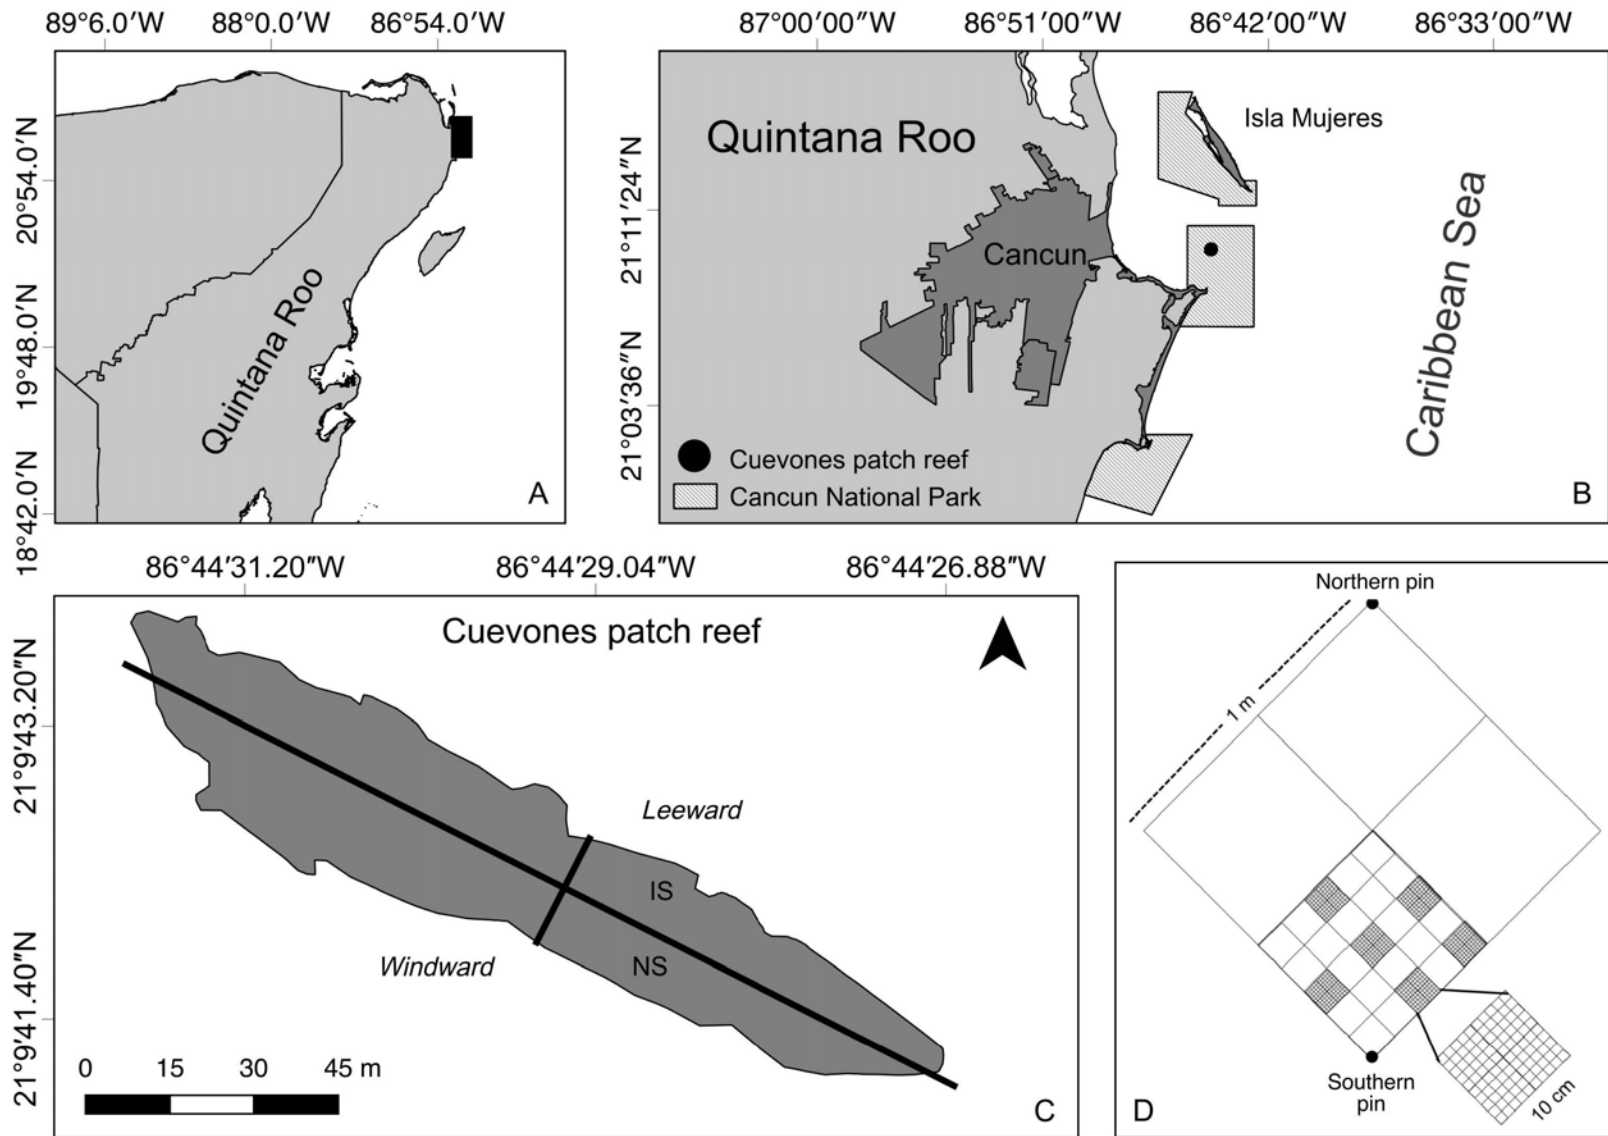 89°6.0′W 88°0.0′W 86°54.0′W
20°54.0′N
19°48.0′N
18°42.0′N
Quintana Roo
A
87°00′00″W 86°51′00″W 86°42′00″W 86°33′00″W
21°11′24″N
21°03′36″N
Quintana Roo
Isla Mujeres
Cancun
Caribbean Sea
Cuevones patch reef
Cancun National Park
B
86°44′31.20″W 86°44′29.04″W 86°44′26.88″W
21°9′43.20″N
21°9′41.40″N
Cuevones patch reef
Leeward
IS
Windward
NS
0 15 30 45 m
C
Northern pin
1 m
Southern
pin
10 cm
D